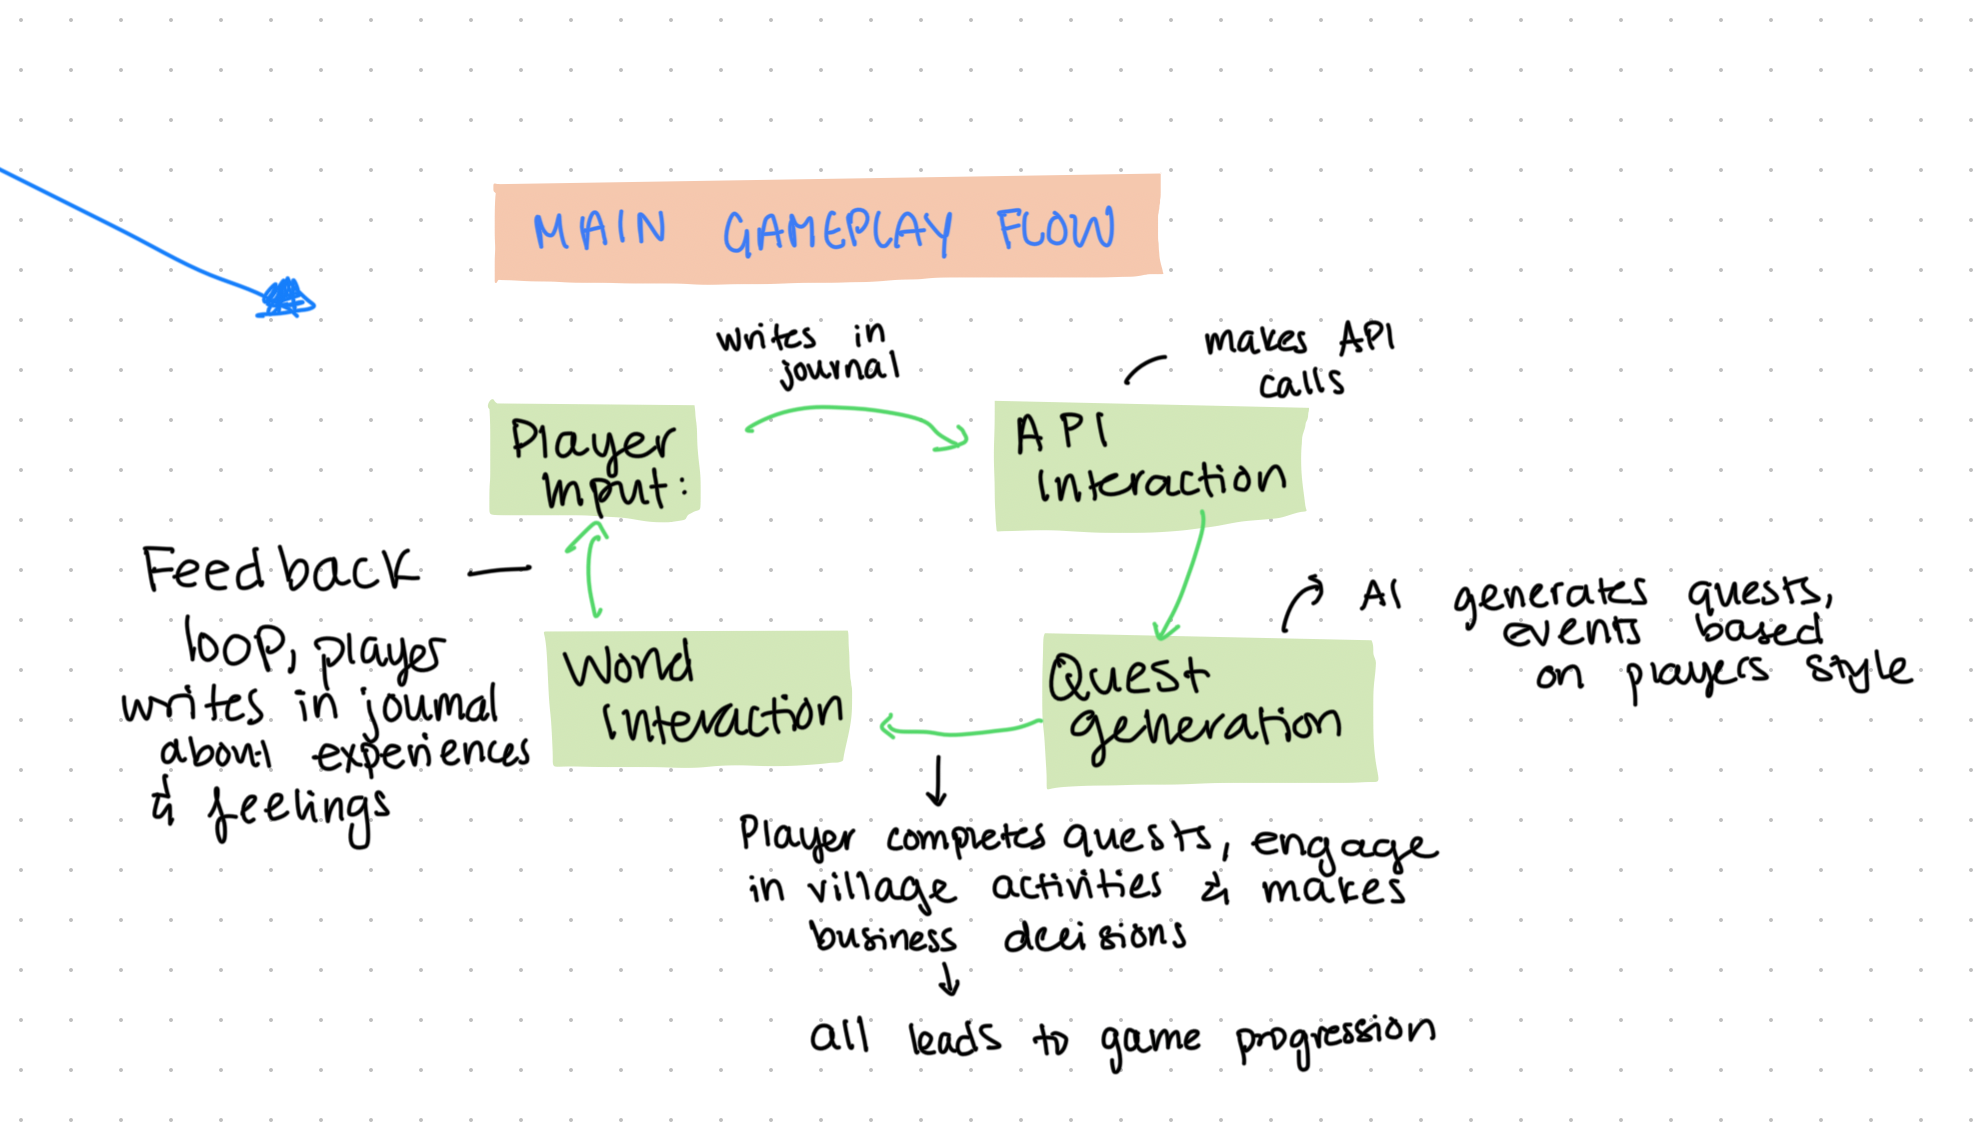 MAIN GAMEPLAY FLOW
writes in
journal
makes API
calls
Player
input:
API
Interaction
Feedback
loop, player
writes in journal
about experiences
& feelings
AI generates quests,
events based
on players style
World
Interaction
Quest
generation
Player completes quests, engage
in village activities & makes
business decisions
all leads to game progression